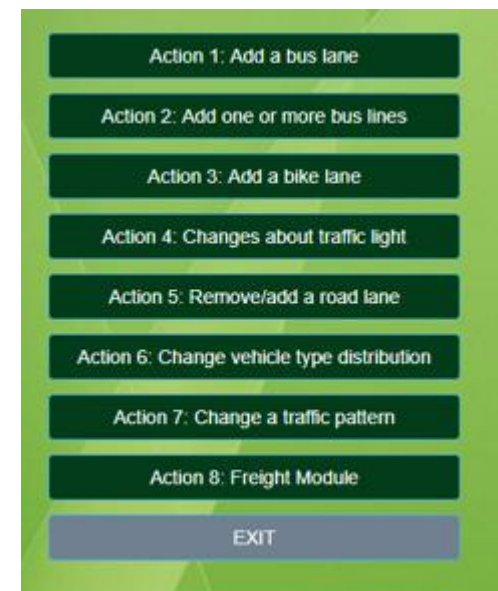 Action 1: Add a bus lane
Action 2: Add one or more bus lines
Action 3: Add a bike lane
Action 4: Changes about traffic light
Action 5: Remove/add a road lane
Action 6: Change vehicle type distribution
Action 7: Change a traffic pattern
Action 8: Freight Module
EXIT